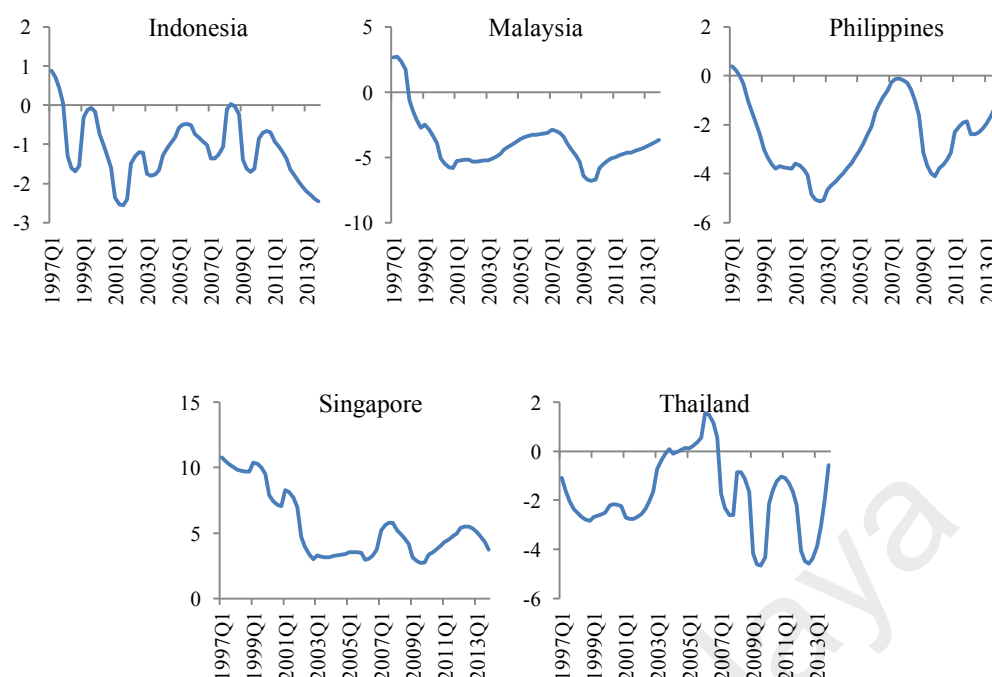 Indonesia
2
1
0
-1
-2
-3
1997Q1
1999Q1
2001Q1
2003Q1
2005Q1
2007Q1
2009Q1
2011Q1
2013Q1
Malaysia
5
0
-5
-10
1997Q1
1999Q1
2001Q1
2003Q1
2005Q1
2007Q1
2009Q1
2011Q1
2013Q1
Philippines
2
0
-2
-4
-6
1997Q1
1999Q1
2001Q1
2003Q1
2005Q1
2007Q1
2009Q1
2011Q1
2013Q1
Singapore
15
10
5
0
1997Q1
1999Q1
2001Q1
2003Q1
2005Q1
2007Q1
2009Q1
2011Q1
2013Q1
Thailand
2
0
-2
-4
-6
1997Q1
1999Q1
2001Q1
2003Q1
2005Q1
2007Q1
2009Q1
2011Q1
2013Q1
laya